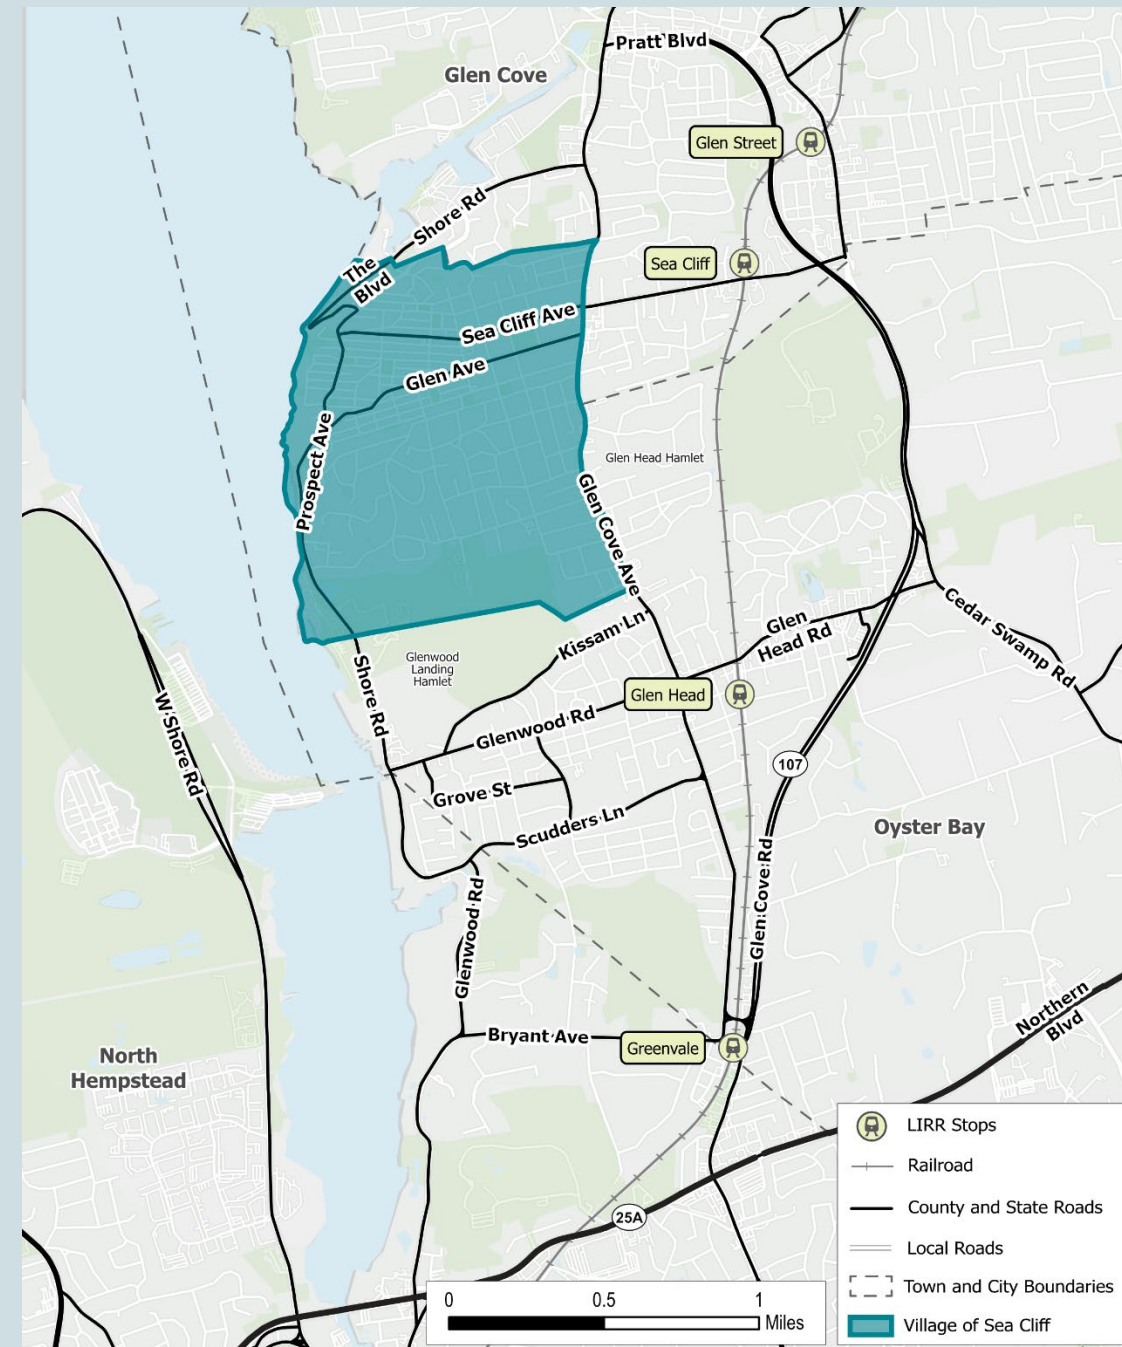 Pratt Blvd
Glen Cove
Glen Street
Shore Rd
Sea Cliff
The
Blvd
Sea Cliff Ave
Glen Ave
Prospect Ave
Glen Head Hamlet
Glen Cove Ave
Cedar Swamp Rd
Kissam Ln
Glen
Head Rd
Glenwood
Landing
Hamlet
Shore Rd
Glen Head
W Shore Rd
Glenwood Rd
107
Grove St
Scudders Ln
Oyster Bay
Glenwood Rd
Glen Cove Rd
Northern
Blvd
Bryant Ave
Greenvale
North
Hempstead
25A
LIRR Stops
Railroad
County and State Roads
Local Roads
Town and City Boundaries
Village of Sea Cliff
0 0.5 1
Miles